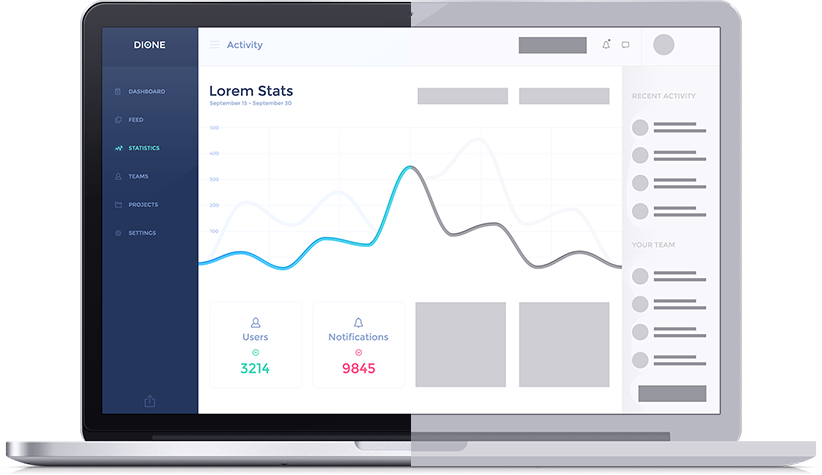 DIONE
Activity
DASHBOARD
FEED
STATISTICS
TEAMS
PROJECTS
SETTINGS
Lorem Stats
September 15 - September 30
500
400
300
200
100
Users
3214
Notifications
9845
RECENT ACTIVITY
YOUR TEAM